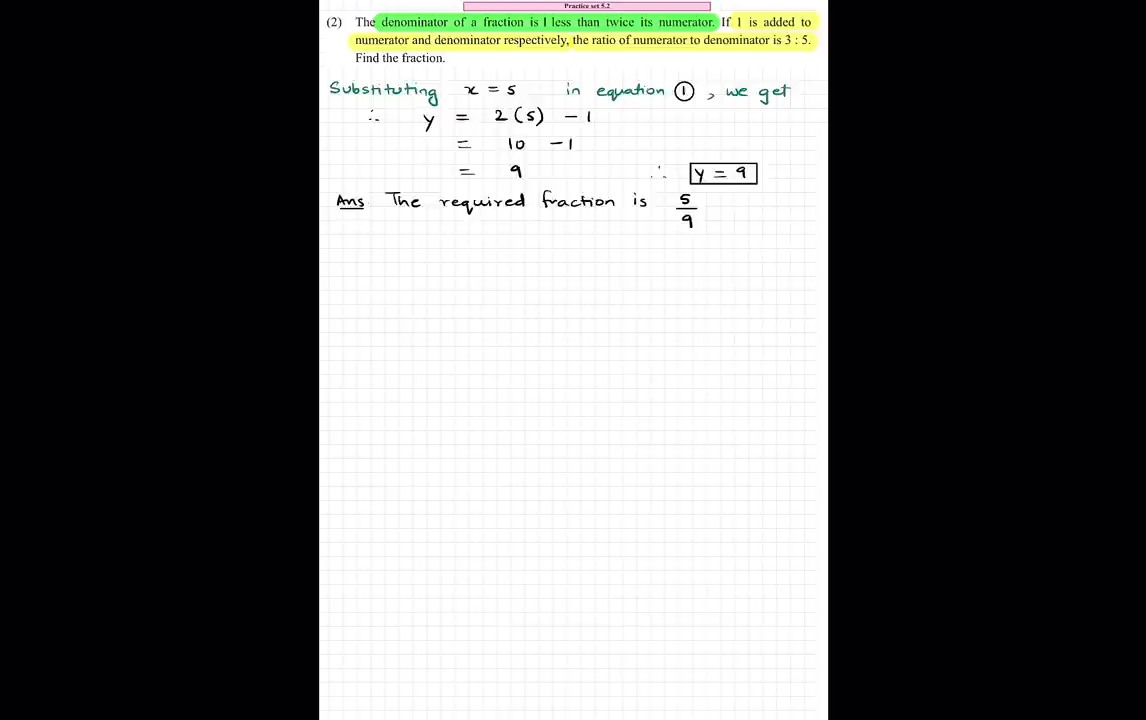 Practice set 5.2
(2) The denominator of a fraction is 1 less than twice its numerator. If 1 is added to
numerator and denominator respectively, the ratio of numerator to denominator is 3 : 5.
Find the fraction.
Substituting x = 5 in equation ①, we get
∴ y = 2(5) - 1
= 10 - 1
= 9 ∴ y = 9
Ans. The required fraction is 5/9